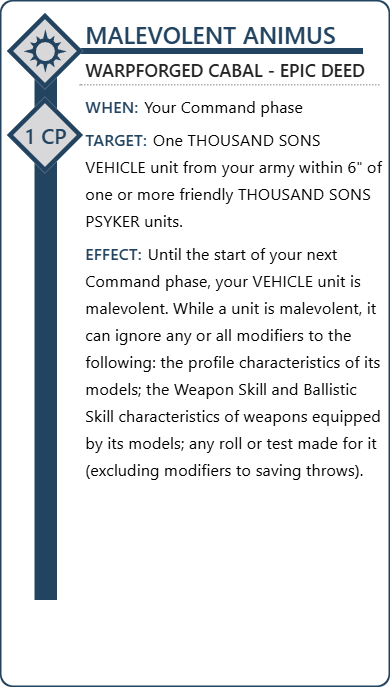 MALEVOLENT ANIMUS
WARPFORGED CABAL - EPIC DEED
WHEN: Your Command phase
1 CP
TARGET: One THOUSAND SONS
VEHICLE unit from your army within 6" of
one or more friendly THOUSAND SONS
PSYKER units.
EFFECT: Until the start of your next
Command phase, your VEHICLE unit is
malevolent. While a unit is malevolent, it
can ignore any or all modifiers to the
following: the profile characteristics of its
models; the Weapon Skill and Ballistic
Skill characteristics of weapons equipped
by its models; any roll or test made for it
(excluding modifiers to saving throws).